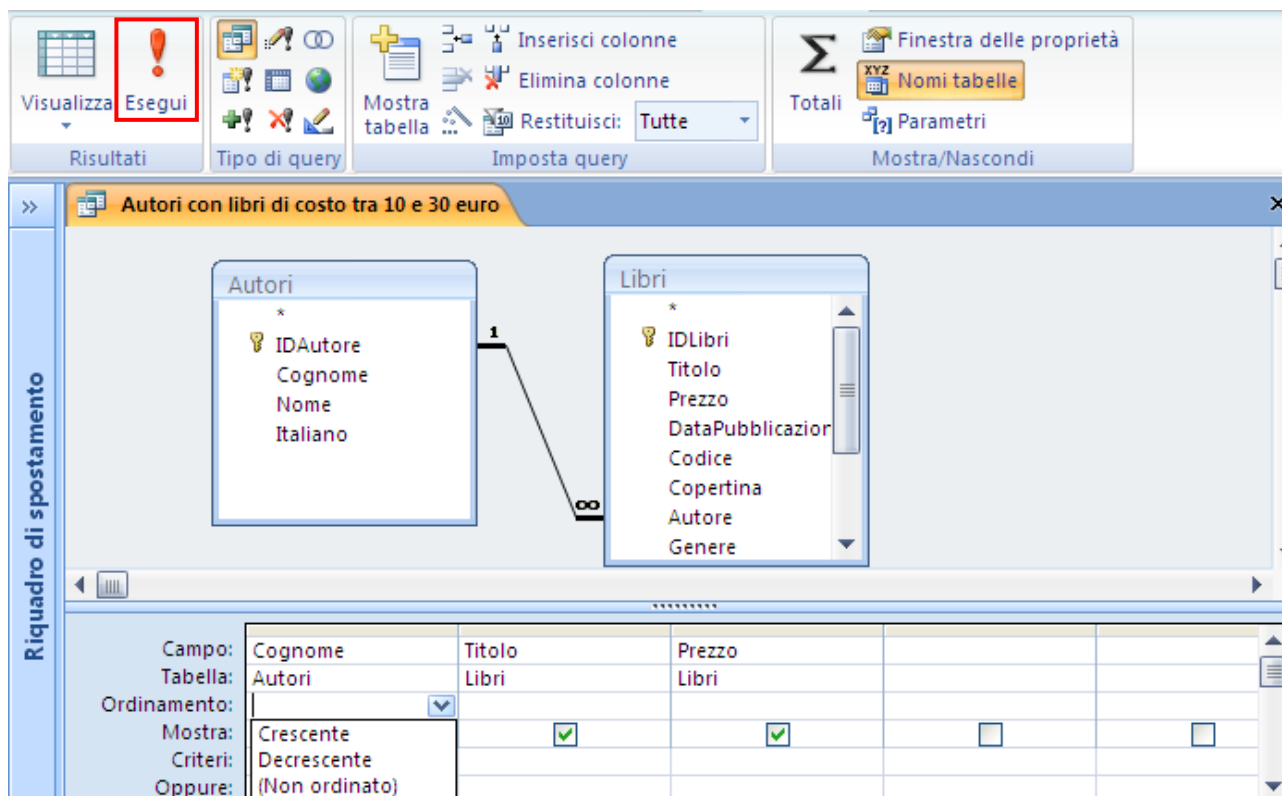 Visualizza
Esegui
Risultati
Tipo di query
Mostra tabella
Inserisci colonne
Elimina colonne
Restituisci: Tutte
Imposta query
Totali
Finestra delle proprietà
Nomi tabelle
Parametri
Mostra/Nascondi
Riquadro di spostamento
Autori con libri di costo tra 10 e 30 euro
Autori
*
IDAutore
Cognome
Nome
Italiano
1
∞
Libri
*
IDLibri
Titolo
Prezzo
DataPubblicazion
Codice
Copertina
Autore
Genere
Campo: Cognome Titolo Prezzo
Tabella: Autori Libri Libri
Ordinamento:
Mostra: Crescente
Criteri: Decrescente
Oppure: (Non ordinato)